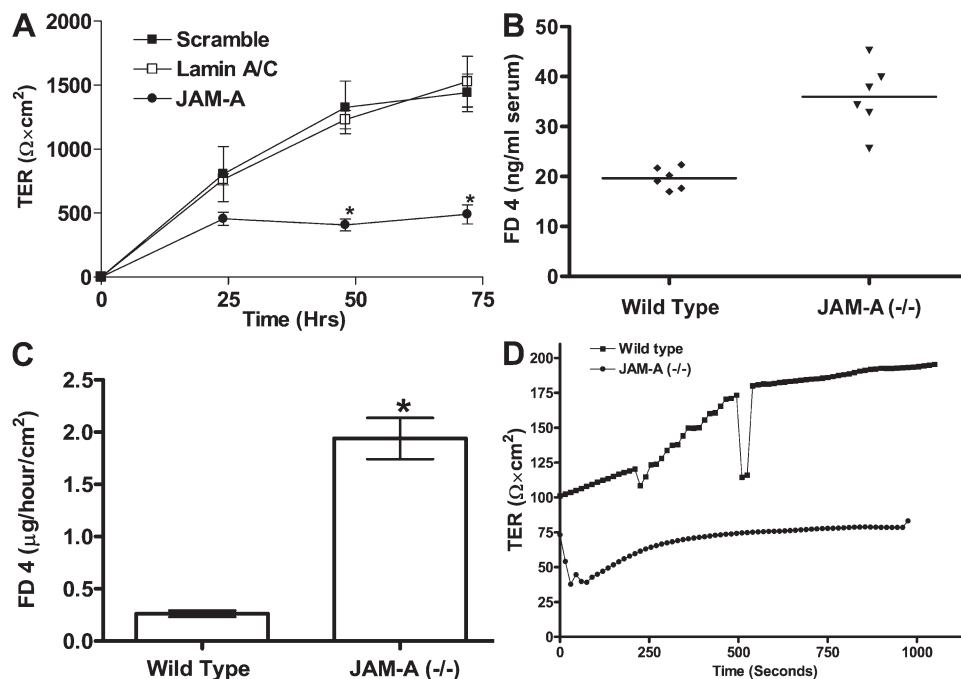 A
Scramble
Lamin A/C
JAM-A
TER (Ω×cm²)
2000
1500
1000
500
0
*
*
0 25 50 75
Time (Hrs)
B
FD 4 (ng/ml serum)
50
40
30
20
10
0
Wild Type JAM-A (-/-)
C
FD 4 (μg/hour/cm²)
2.5
2.0
1.5
1.0
0.5
0.0
*
Wild Type JAM-A (-/-)
D
Wild type
JAM-A (-/-)
TER (Ω×cm²)
200
175
150
125
100
75
50
25
0
0 250 500 750 1000
Time (Seconds)